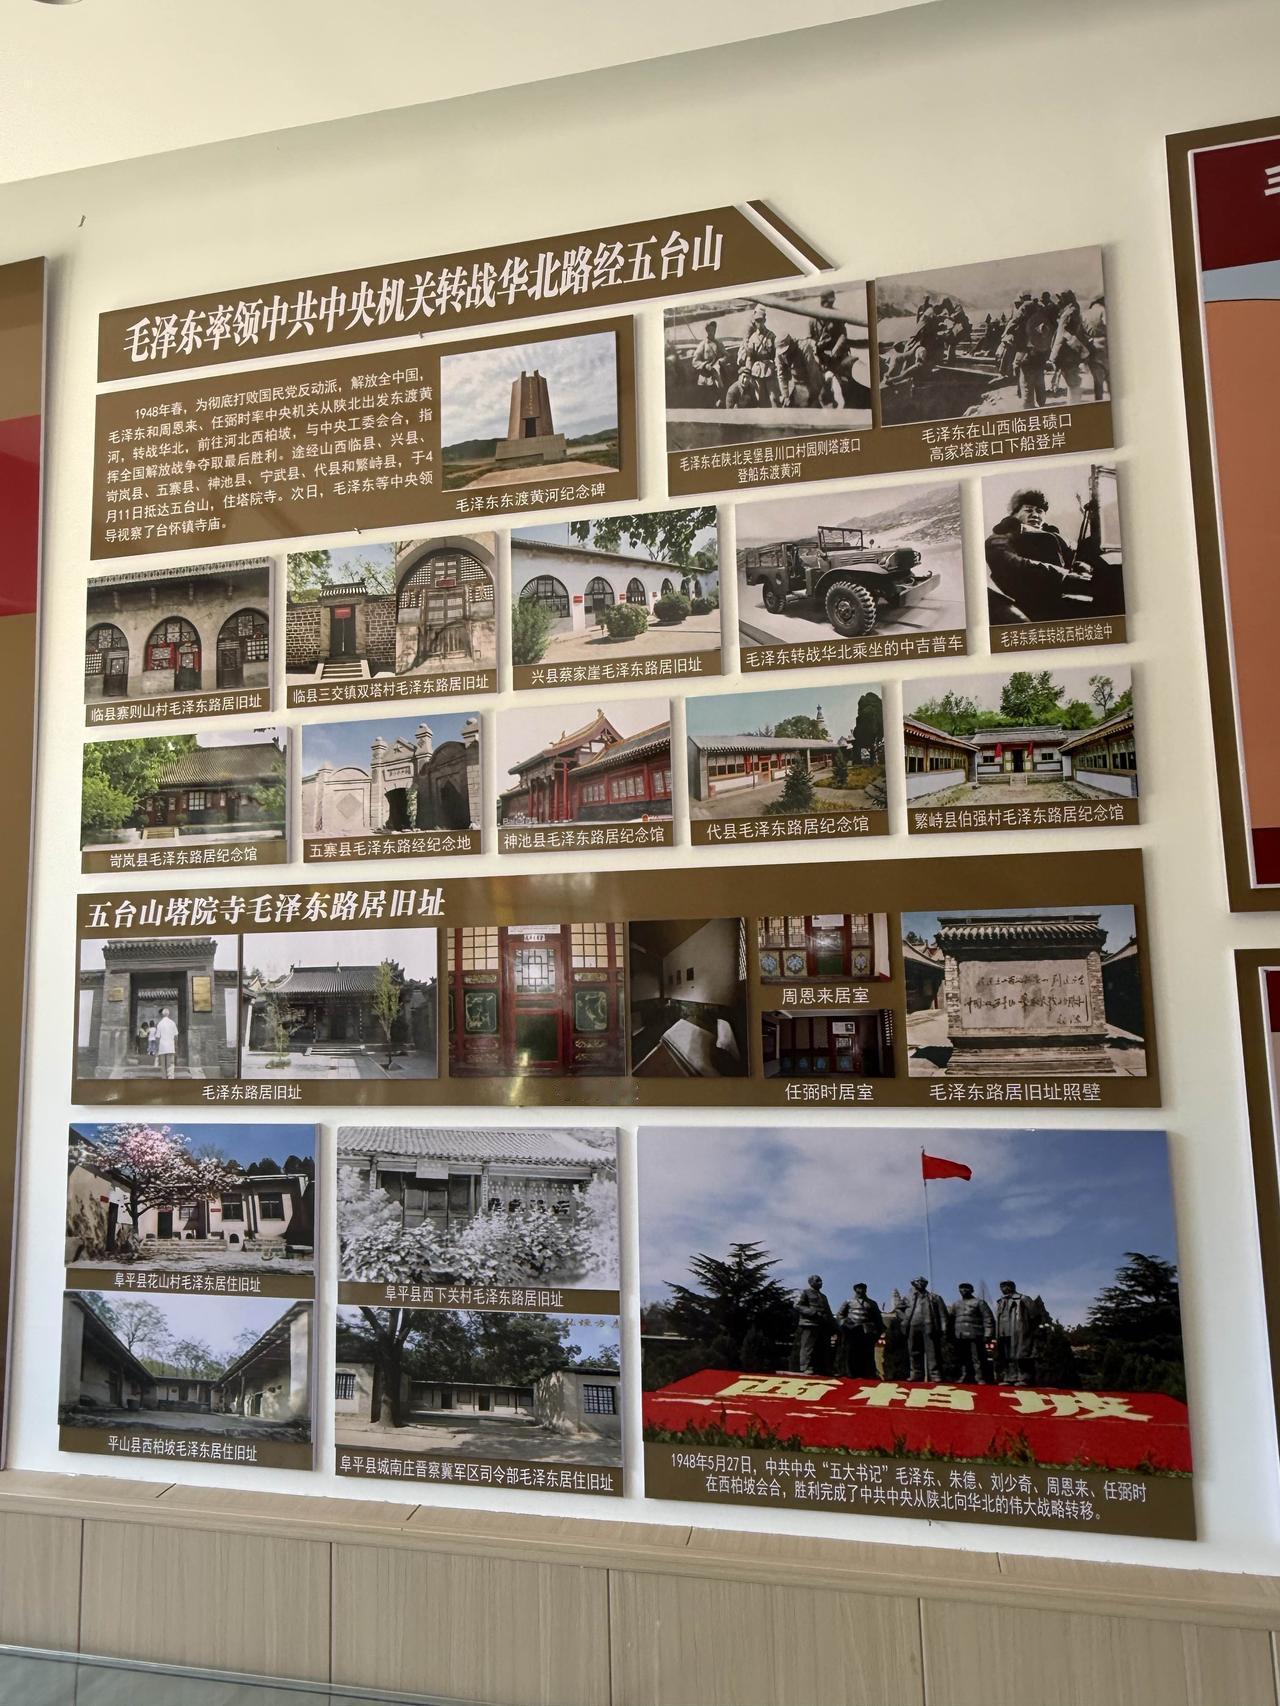 毛泽东率领中共中央机关转战华北路经五台山
1948年春，为彻底打败国民党反动派，解放全中国，
毛泽东和周恩来、任弼时率中央机关从陕北出发东渡黄
河，转战华北，前往河北西柏坡，与中央工委会合，指
挥全国解放战争夺取最后胜利。途经山西临县、兴县、
岢岚县、五寨县、神池县、宁武县、代县和繁峙县，于4
月11日抵达五台山，住塔院寺。次日，毛泽东等中央领
导视察了台怀镇寺庙。
毛泽东东渡黄河纪念碑
毛泽东在陕北吴堡县川口村园则塔渡口
登船东渡黄河
毛泽东在山西临县碛口
高家塔渡口下船登岸
临县寨则山村毛泽东路居旧址
临县三交镇双塔村毛泽东路居旧址
兴县蔡家崖毛泽东路居旧址
毛泽东转战华北乘坐的中吉普车
毛泽东乘车转战西柏坡途中
岢岚县毛泽东路居纪念馆
五寨县毛泽东路经纪念地
神池县毛泽东路居纪念馆
代县毛泽东路居纪念馆
繁峙县伯强村毛泽东路居纪念馆
五台山塔院寺毛泽东路居旧址
毛泽东路居旧址
周恩来居室
任弼时居室
毛泽东路居旧址照壁
阜平县花山村毛泽东居住旧址
阜平县西下关村毛泽东路居旧址
平山县西柏坡毛泽东居住旧址
阜平县城南庄晋察冀军区司令部毛泽东居住旧址
西柏坡
1948年5月27日，中共中央“五大书记”毛泽东、朱德、刘少奇、周恩来、任弼时
在西柏坡会合，胜利完成了中共中央从陕北向华北的伟大战略转移。